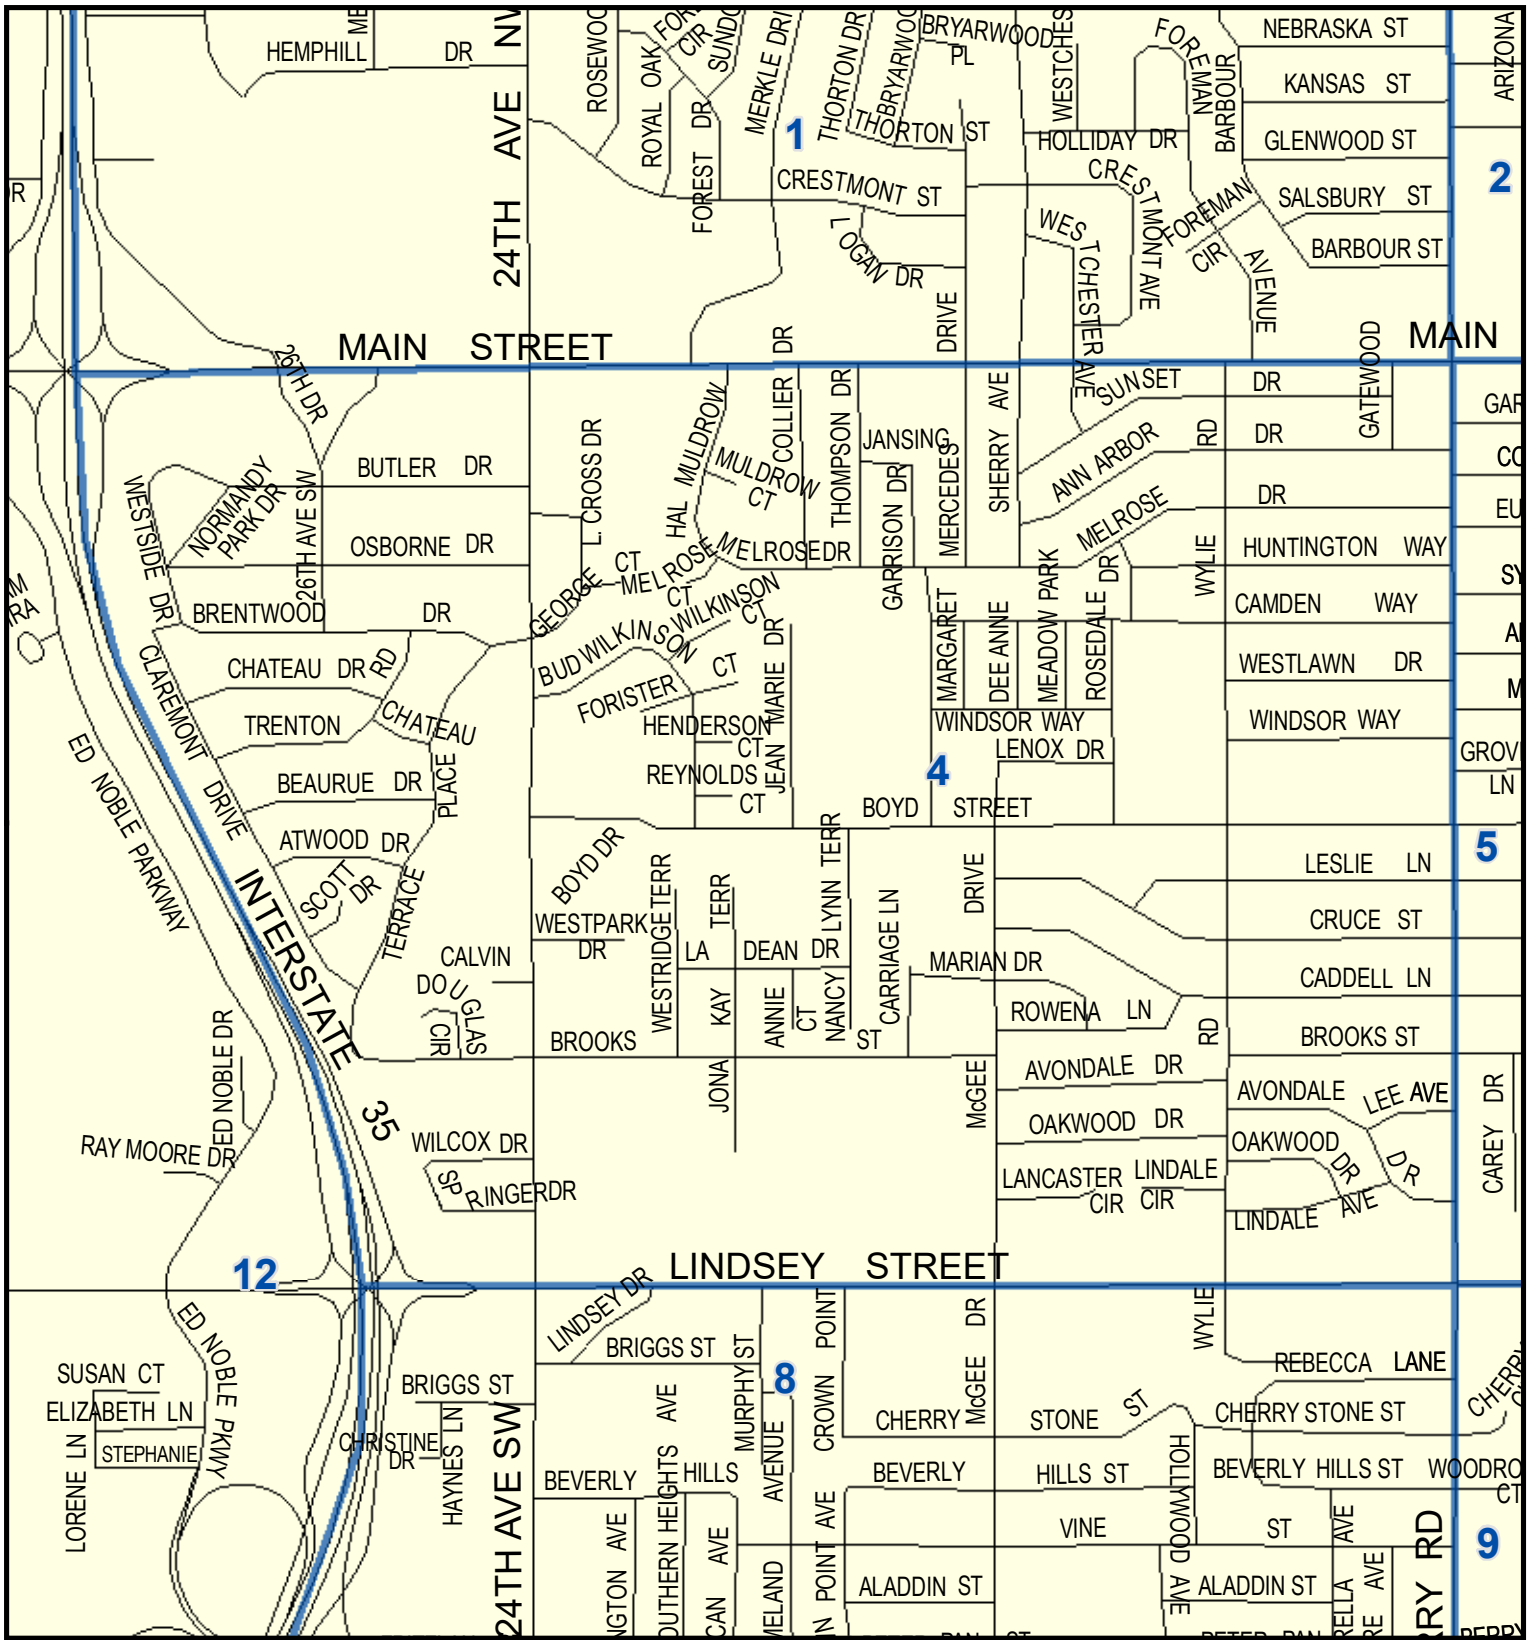 HEMPHILL DR
24TH AVE NW
ROYAL OAK
FOREST DR
MERKLE DRI
THORTON DR
BRYARWOOD
PL
THORTON ST
HOLLIDAY DR
FOREMAN
BARBOUR
AVENUE
NEBRASKA ST
ARIZONA
KANSAS ST
GLENWOOD ST
1
2
CRESTMONT ST
CRESTMONT AVE
FOREMAN
CIR
SALSBURY ST
BARBOUR ST
LOGAN DR
WESTCHESTER AVE
MAIN STREET
MAIN
26TH DR
COLLIER DR
MERCEDES DRIVE
SHERRY AVE
SUNSET DR
GATEWOOD
ANN ARBOR DR
WYLIE RD
BUTLER DR
L. CROSS DR
HAL MULDROW
MULDROW
CT
THOMPSON DR
JANSING
GARRISON DR
WESTSIDE DR
NORMANDY
PARK DR
26TH AVE SW
OSBORNE DR
MELROSE DR
MELROSE DR
HUNTINGTON WAY
GEORGE
CT
MELROSE
CT
BRENTWOOD DR
BUD WILKINSON
WILKINSON
CT
MARGARET
DEE ANNE
MEADOW PARK
ROSEDALE DR
CAMDEN WAY
CLAREMONT DRIVE
CHATEAU DR
RD
FORISTER CT
JEAN MARIE DR
WESTLAWN DR
TRENTON
CHATEAU
HENDERSON
CT
WINDSOR WAY
WINDSOR WAY
LENOX DR
4
ED NOBLE PARKWAY
BEAURUE DR
TERRACE PLACE
REYNOLDS
CT
BOYD STREET
LN
5
ATWOOD DR
SCOTT
DR
BOYD DR
WESTRIDGE TERR
LYNN TERR
NANCY
McGEE DRIVE
LESLIE LN
WESTPARK
DR
JONA KAY TERR
LA DEAN DR
CARRIAGE LN
CRUCE ST
INTERSTATE 35
CALVIN
DOUGLAS
CIR
ANNIE
CT
MARIAN DR
CADDELL LN
ROWENA LN
BROOKS ST
WYLIE RD
BROOKS ST
ED NOBLE DR
AVONDALE DR
AVONDALE
LEE AVE
CAREY DR
RAY MOORE DR
WILCOX DR
OAKWOOD DR
OAKWOOD
DR
DR
SPRINGER DR
LANCASTER
CIR
LINDALE
CIR
LINDALE AVE
12
LINDSEY STREET
ED NOBLE PKWY
LINDSEY DR
BRIGGS ST
MURPHY ST
CROWN POINT
McGEE DR
WYLIE
REBECCA LANE
SUSAN CT
ELIZABETH LN
STEPHANIE
LORENE LN
BRIGGS ST
CHRISTINE
DR
HAYNES LN
24TH AVE SW
8
CHERRY STONE ST
CHERRY STONE ST
CHERRY
BEVERLY HILLS
BEVERLY HILLS ST
HOLLYWOOD AVE
BEVERLY HILLS ST
CT
AVENUE
POINT AVE
VINE ST
9
ALADDIN ST
ALADDIN ST